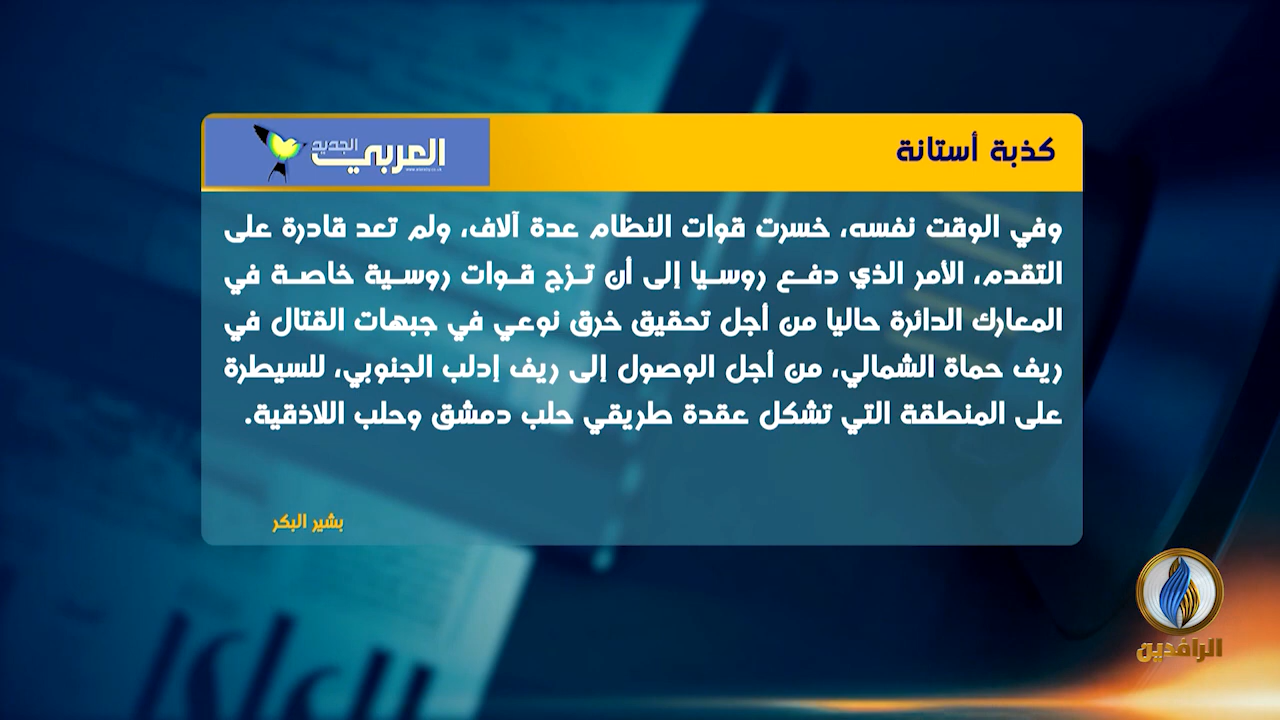 كذبة أستانة
العربي الجديد
وفي الوقت نفسه، خسرت قوات النظام عدة آلاف، ولم تعد قادرة على
التقدم، الأمر الذي دفع روسيا إلى أن تزج قوات روسية خاصة في
المعارك الدائرة حاليا من أجل تحقيق خرق نوعي في جبهات القتال في
ريف حماة الشمالي، من أجل الوصول إلى ريف إدلب الجنوبي، للسيطرة
على المنطقة التي تشكل عقدة طريقي حلب دمشق وحلب اللاذقية.
بشير البكر
الرافدين